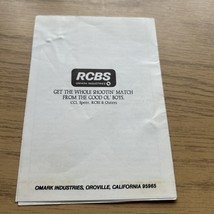 RCBS
GET THE WHOLE SHOOTIN' MATCH
FROM THE GOOD OL' BOYS.
CCI, Speer, RCBS & Outers
OMARK INDUSTRIES, OROVILLE, CALIFORNIA 95965